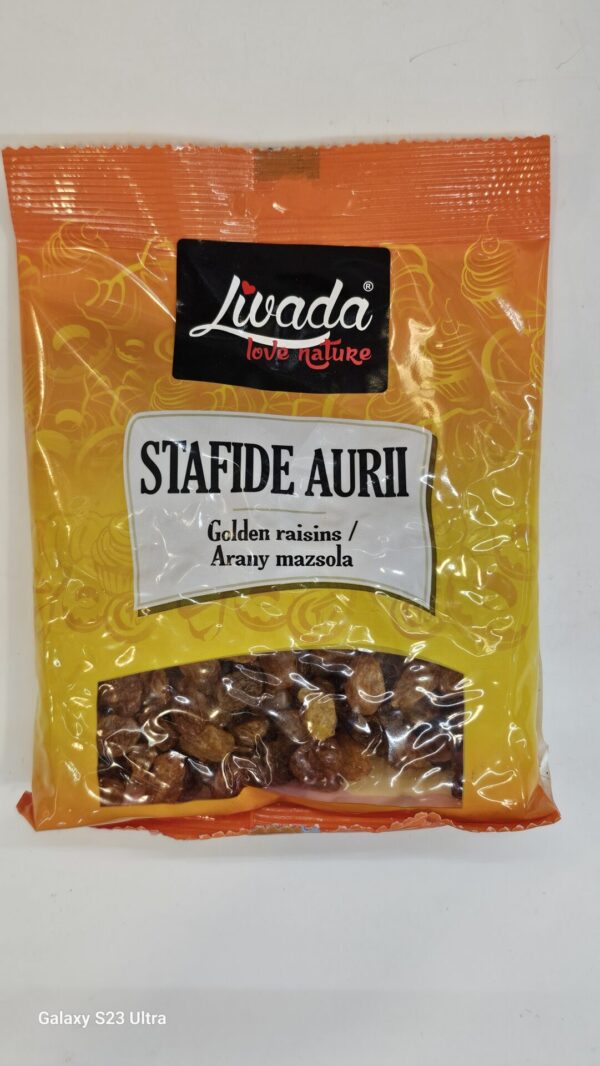 Livada®
love nature
STAFIDE AURII
Golden raisins /
Arany mazsola
Galaxy S23 Ultra